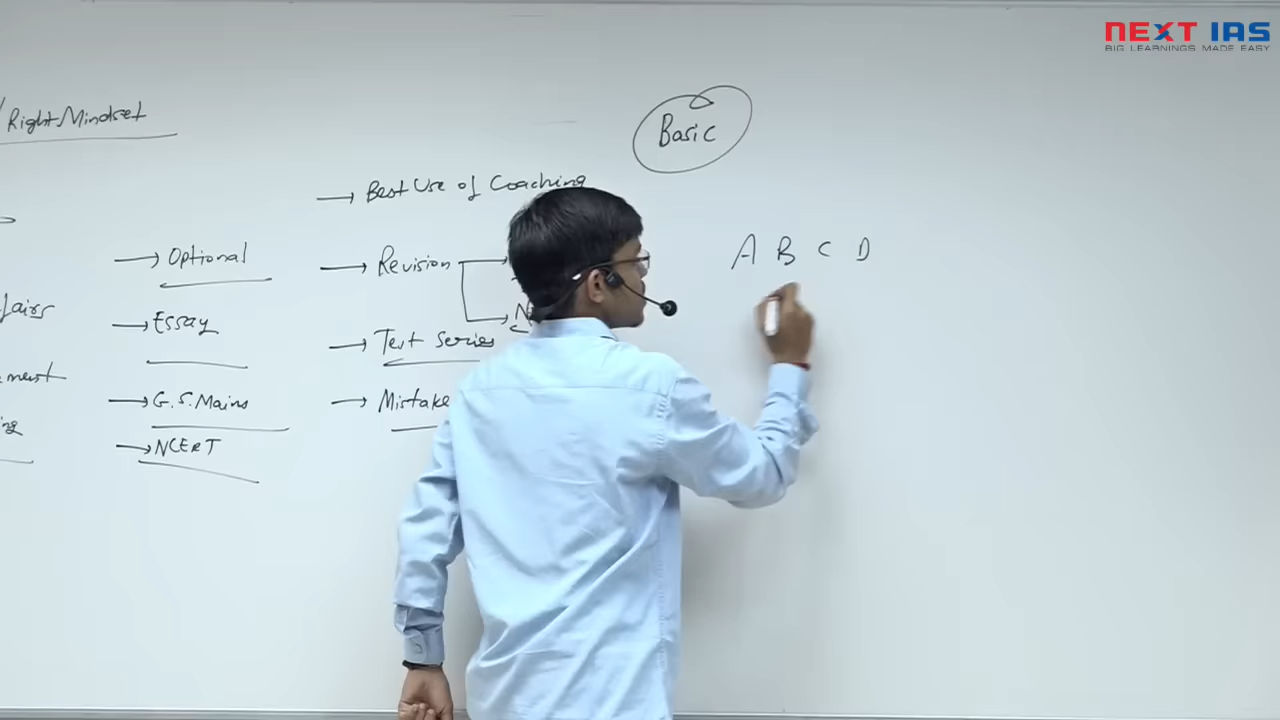 NEXT IAS
BIG LEARNINGS MADE EASY
Right Mindset
Basic
→ Best Use of Coaching
A B C D
→ Optional
→ Revision
→ Essay
→ Test Series
→ G.S. Mains
→ Mistake
→ NCERT